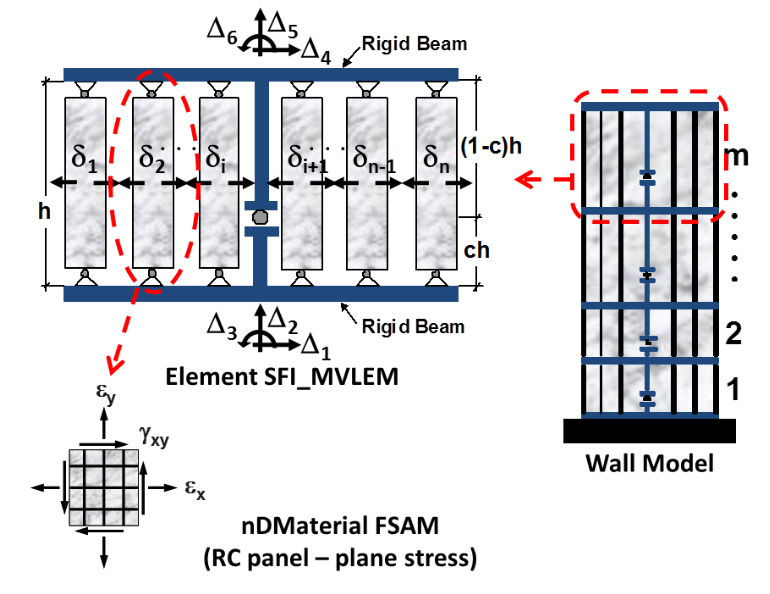 Δ6 Δ5 Δ4
Rigid Beam
δ1 δ2 . . . δi δi+1 . . . δn-1 δn
(1-c)h
h
ch
Δ3 Δ2 Δ1
Rigid Beam
Element SFI_MVLEM
m
2
1
Wall Model
εy
γxy
εx
nDMaterial FSAM
(RC panel – plane stress)